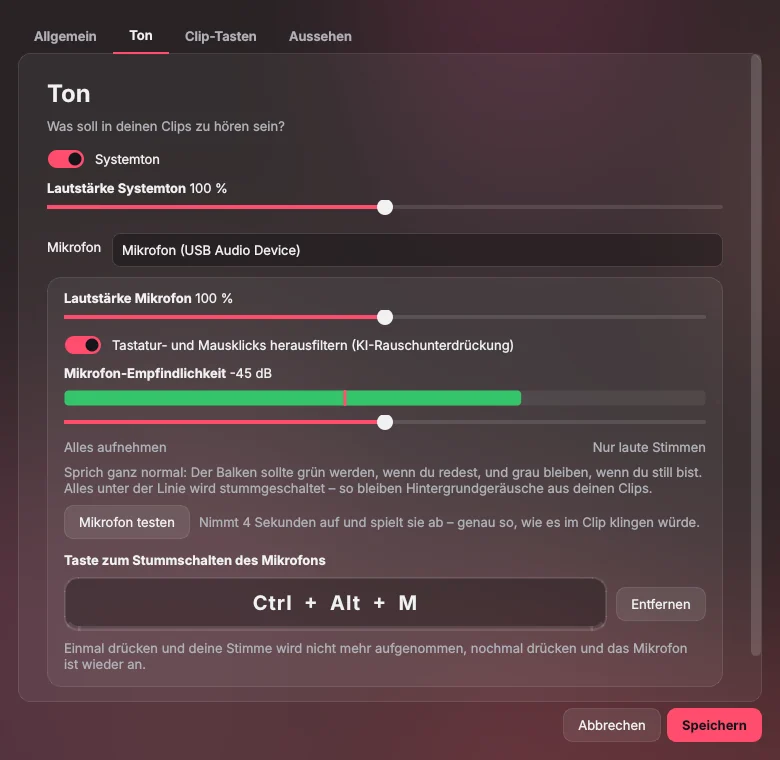 Allgemein Ton Clip-Tasten Aussehen
Ton
Was soll in deinen Clips zu hören sein?
Systemton
Lautstärke Systemton 100 %
Mikrofon Mikrofon (USB Audio Device)
Lautstärke Mikrofon 100 %
Tastatur- und Mausklicks herausfiltern (KI-Rauschunterdrückung)
Mikrofon-Empfindlichkeit -45 dB
Alles aufnehmen Nur laute Stimmen
Sprich ganz normal: Der Balken sollte grün werden, wenn du redest, und grau bleiben, wenn du still bist.
Alles unter der Linie wird stummgeschaltet – so bleiben Hintergrundgeräusche aus deinen Clips.
Mikrofon testen Nimmt 4 Sekunden auf und spielt sie ab – genau so, wie es im Clip klingen würde.
Taste zum Stummschalten des Mikrofons
Ctrl + Alt + M Entfernen
Einmal drücken und deine Stimme wird nicht mehr aufgenommen, nochmal drücken und das Mikrofon
ist wieder an.
Abbrechen Speichern